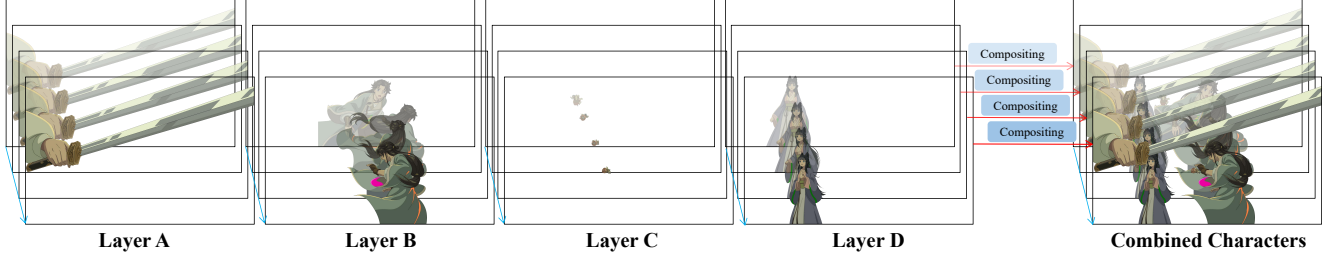 Compositing
Compositing
Compositing
Compositing
Layer A
Layer B
Layer C
Layer D
Combined Characters